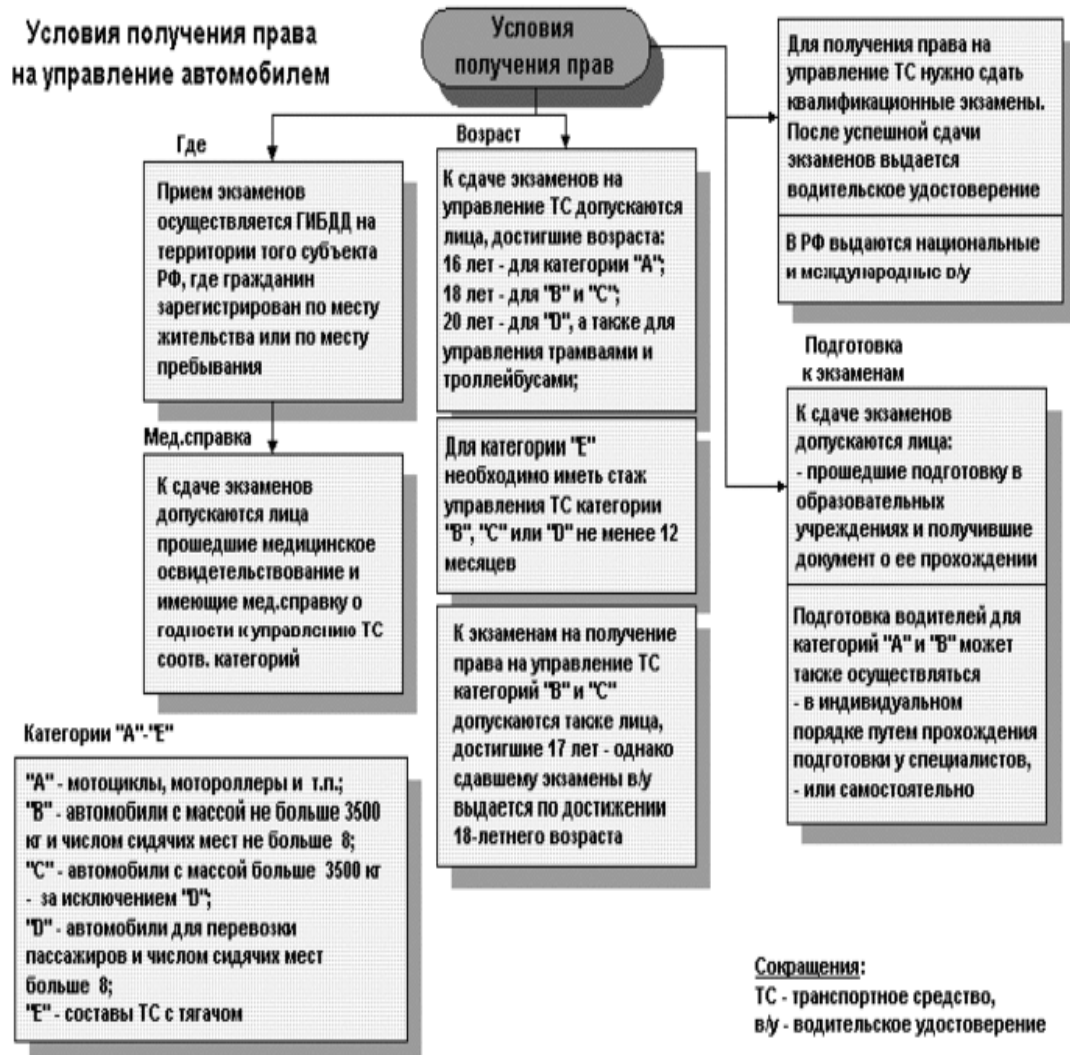 Условия получения права
на управление автомобилем
Условия
получения прав
Где
Прием экзаменов
осуществляется ГИБДД на
территории того субъекта
РФ, где гражданин
зарегистрирован по месту
жительства или по месту
пребывания
Мед.справка
К сдаче экзаменов
допускаются лица
прошедшие медицинское
освидетельствование и
имеющие мед.справку о
годности к управлению ТС
соотв. категорий
Возраст
К сдаче экзаменов на
управление ТС допускаются
лица, достигшие возраста:
16 лет - для категории "А";
18 лет - для "В" и "С";
20 лет - для "D", а также для
управления трамваями и
троллейбусами;
Для категории "Е"
необходимо иметь стаж
управления ТС категории
"В", "С" или "D" не менее 12
месяцев
К экзаменам на получение
права на управление ТС
категорий "В" и "С"
допускаются также лица,
достигшие 17 лет - однако
сдавшему экзамены в/у
выдается по достижении
18-летнего возраста
Для получения права на
управление ТС нужно сдать
квалификационные экзамены.
После успешной сдачи
экзаменов выдается
водительское удостоверение
В РФ выдаются национальные
и международные в/у
Подготовка
к экзаменам
К сдаче экзаменов
допускаются лица:
- прошедшие подготовку в
образовательных
учреждениях и получившие
документ о ее прохождении
Подготовка водителей для
категорий "А" и "В" может
также осуществляться
- в индивидуальном
порядке путем прохождения
подготовки у специалистов,
- или самостоятельно
Категории "А"-"Е"
"А" - мотоциклы, мотороллеры и т.п.;
"В" - автомобили с массой не больше 3500
кг и числом сидячих мест не больше 8;
"С" - автомобили с массой больше 3500 кг
- за исключением "D";
"D" - автомобили для перевозки
пассажиров и числом сидячих мест
больше 8;
"Е" - составы ТС с тягачом
Сокращения:
ТС - транспортное средство,
в/у - водительское удостоверение